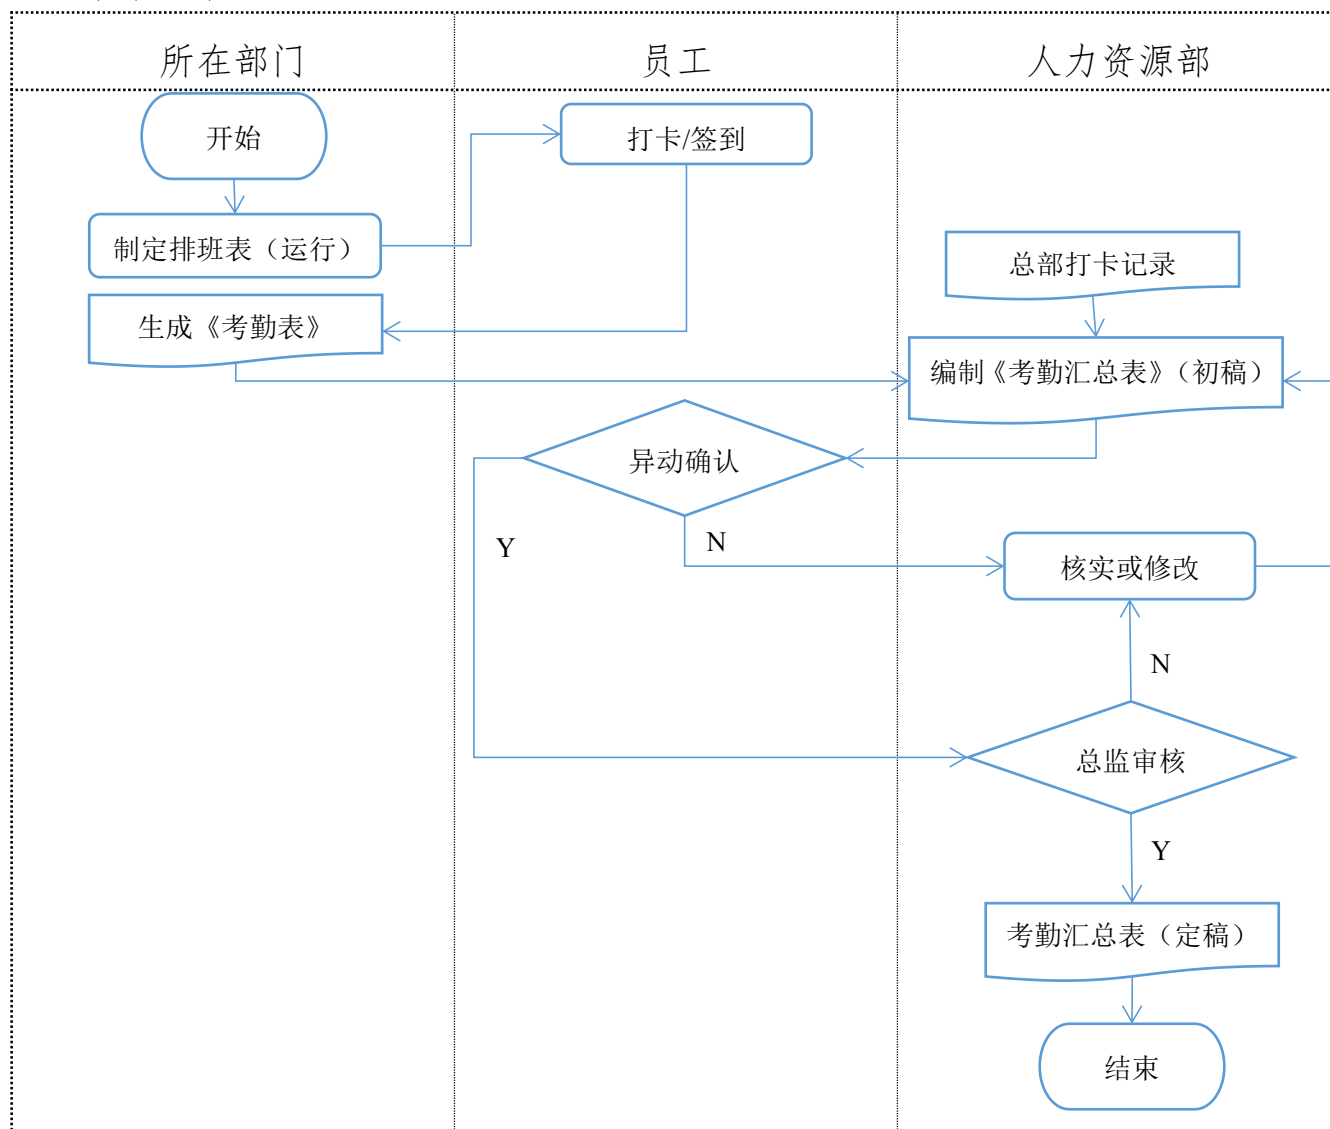 所在部门
员工
人力资源部
开始
打卡/签到
制定排班表（运行）
总部打卡记录
生成《考勤表》
编制《考勤汇总表》（初稿）
异动确认
Y
N
核实或修改
N
总监审核
Y
考勤汇总表（定稿）
结束